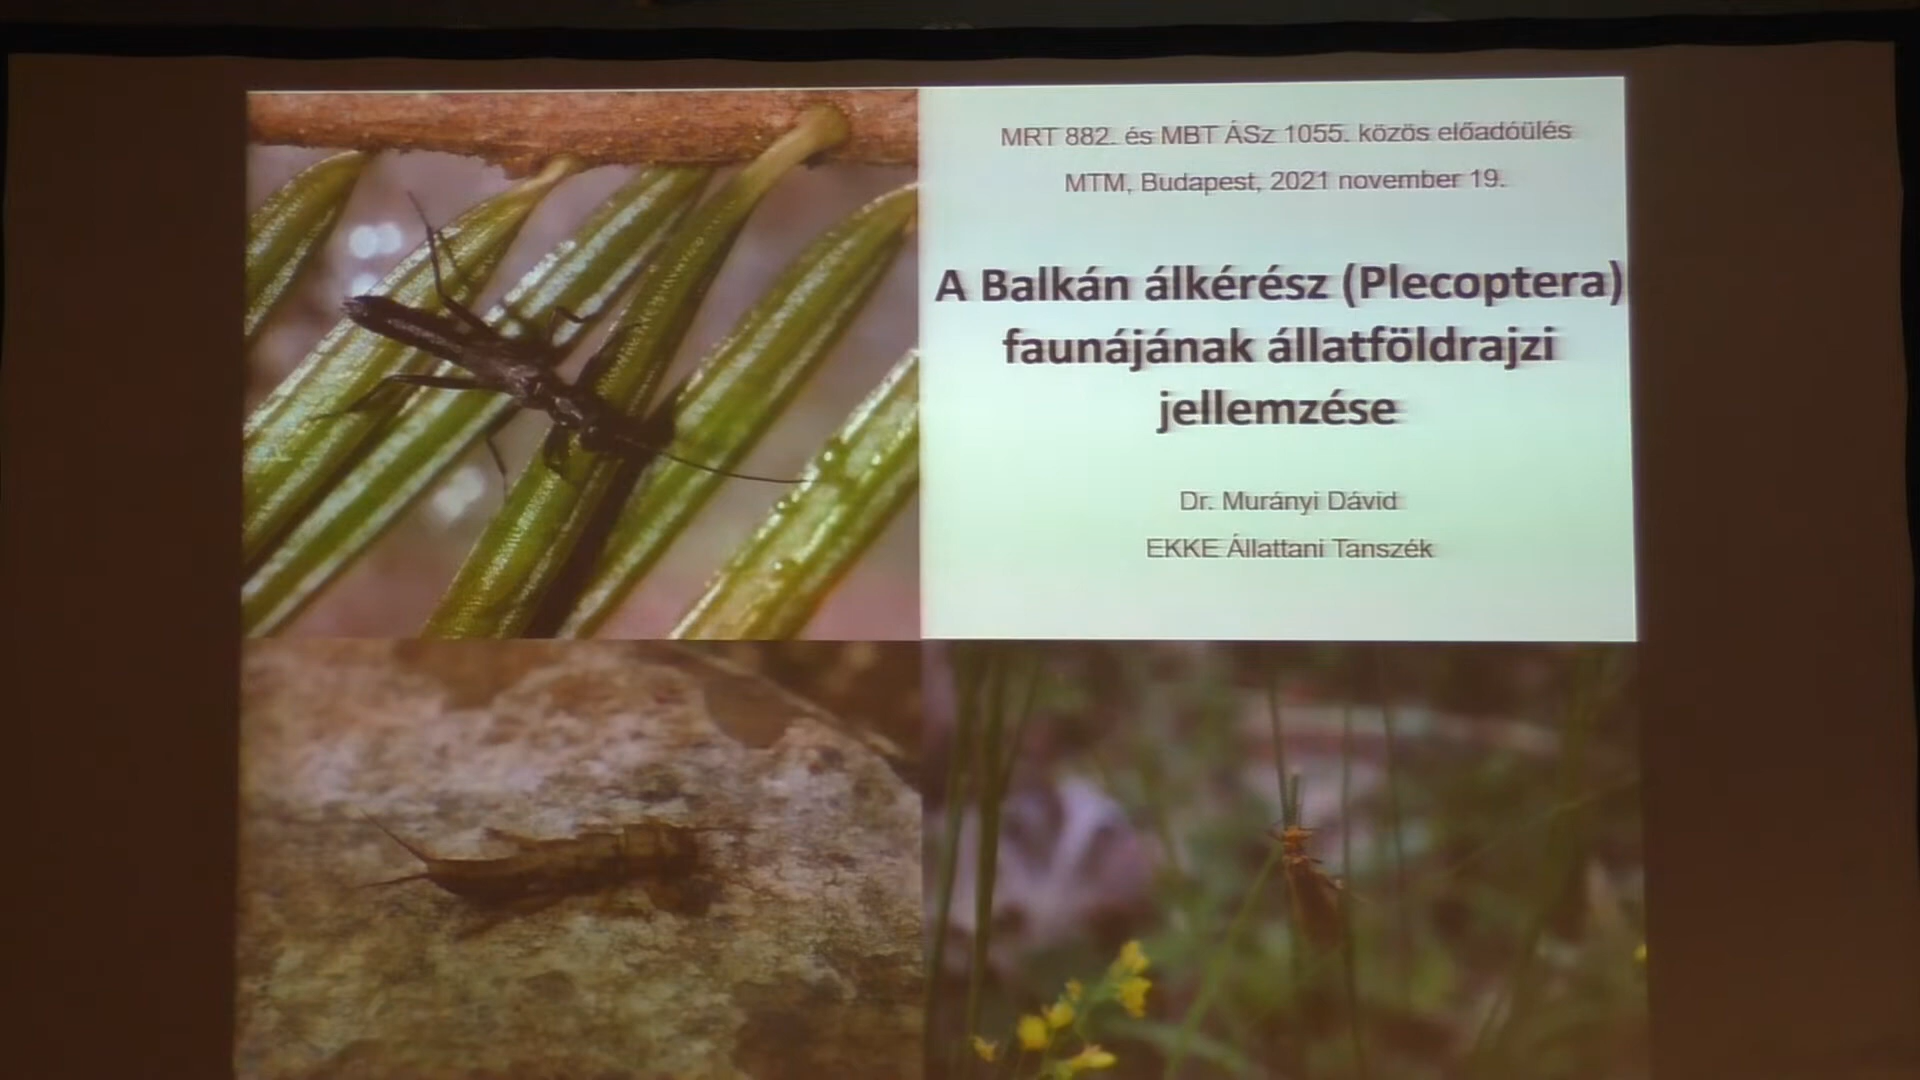 MRT 882. és MBT ÁSz 1055. közös előadóülés
MTM, Budapest, 2021 november 19.
A Balkán álkérész (Plecoptera)
faunájának állatföldrajzi
jellemzése
Dr. Murányi Dávid
EKKE Állattani Tanszék